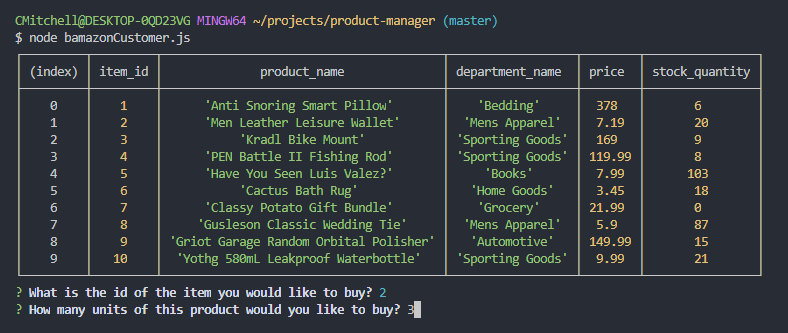 CMitchell@DESKTOP-0QD23VG MINGW64 ~/projects/product-manager (master)
$ node bamazonCustomer.js
(index) item_id product_name department_name price stock_quantity
0 1 'Anti Snoring Smart Pillow' 'Bedding' 378 6
1 2 'Men Leather Leisure Wallet' 'Mens Apparel' 7.19 20
2 3 'Kradl Bike Mount' 'Sporting Goods' 169 9
3 4 'PEN Battle II Fishing Rod' 'Sporting Goods' 119.99 8
4 5 'Have You Seen Luis Valez?' 'Books' 7.99 103
5 6 'Cactus Bath Rug' 'Home Goods' 3.45 18
6 7 'Classy Potato Gift Bundle' 'Grocery' 21.99 0
7 8 'Gusleson Classic Wedding Tie' 'Mens Apparel' 5.9 87
8 9 'Griot Garage Random Orbital Polisher' 'Automotive' 149.99 15
9 10 'Yothg 580mL Leakproof Waterbottle' 'Sporting Goods' 9.99 21
? What is the id of the item you would like to buy? 2
? How many units of this product would you like to buy? 3